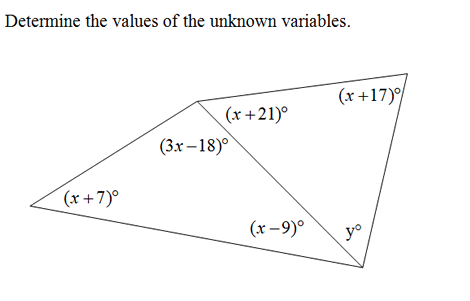 Determine the values of the unknown variables.
(x+17)°
(x+21)°
(3x−18)°
(x+7)°
(x−9)°
y°